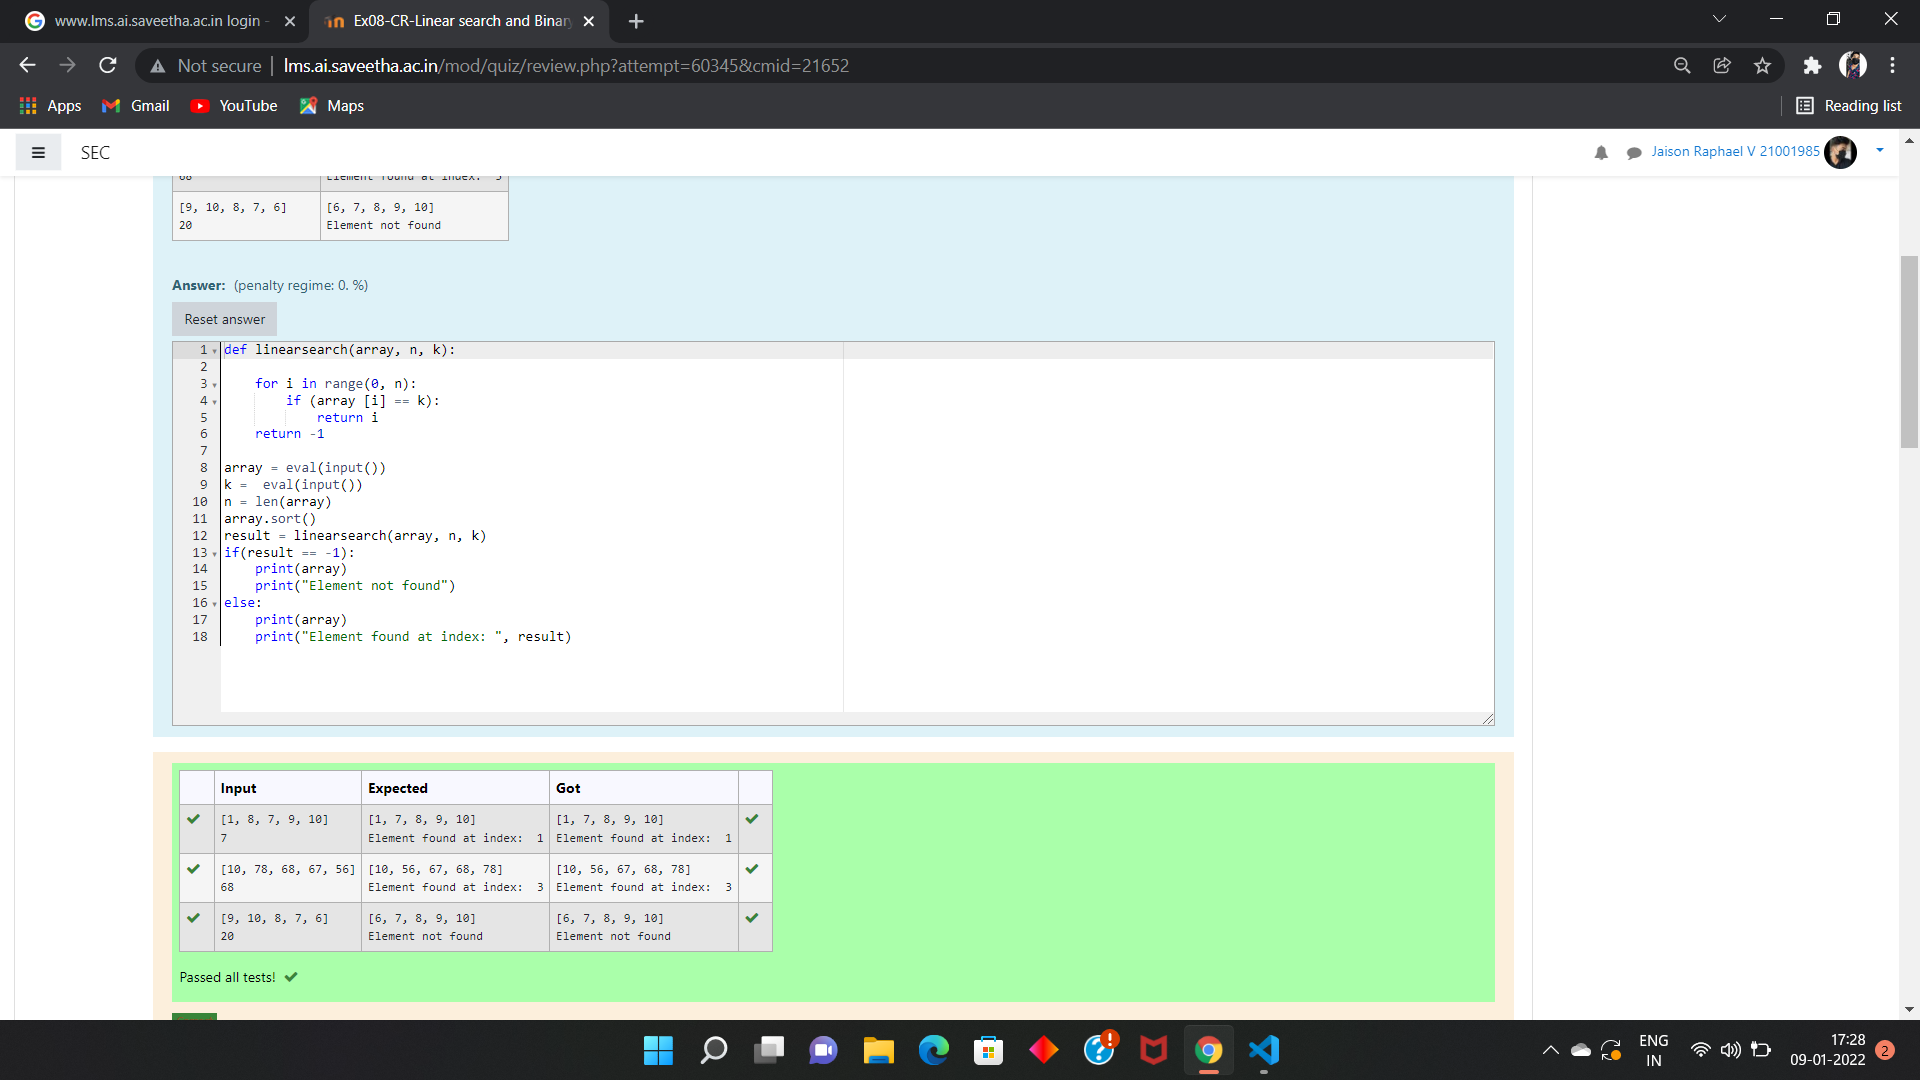 www.lms.ai.saveetha.ac.in login -
Ex08-CR-Linear search and Binar
Not secure | lms.ai.saveetha.ac.in/mod/quiz/review.php?attempt=60345&cmid=21652
Apps Gmail YouTube Maps Reading list
SEC Jaison Raphael V 21001985
68 Element found at index:  3
[9, 10, 8, 7, 6] [6, 7, 8, 9, 10]
20 Element not found
Answer: (penalty regime: 0. %)
Reset answer
1 def linearsearch(array, n, k):
2
3     for i in range(0, n):
4         if (array [i] == k):
5             return i
6     return -1
7
8 array = eval(input())
9 k =  eval(input())
10 n = len(array)
11 array.sort()
12 result = linearsearch(array, n, k)
13 if(result == -1):
14     print(array)
15     print("Element not found")
16 else:
17     print(array)
18     print("Element found at index: ", result)
Input Expected Got
[1, 8, 7, 9, 10] [1, 7, 8, 9, 10] [1, 7, 8, 9, 10]
7 Element found at index:  1 Element found at index:  1
[10, 78, 68, 67, 56] [10, 56, 67, 68, 78] [10, 56, 67, 68, 78]
68 Element found at index:  3 Element found at index:  3
[9, 10, 8, 7, 6] [6, 7, 8, 9, 10] [6, 7, 8, 9, 10]
20 Element not found Element not found
Passed all tests!
ENG
IN
17:28
09-01-2022
2